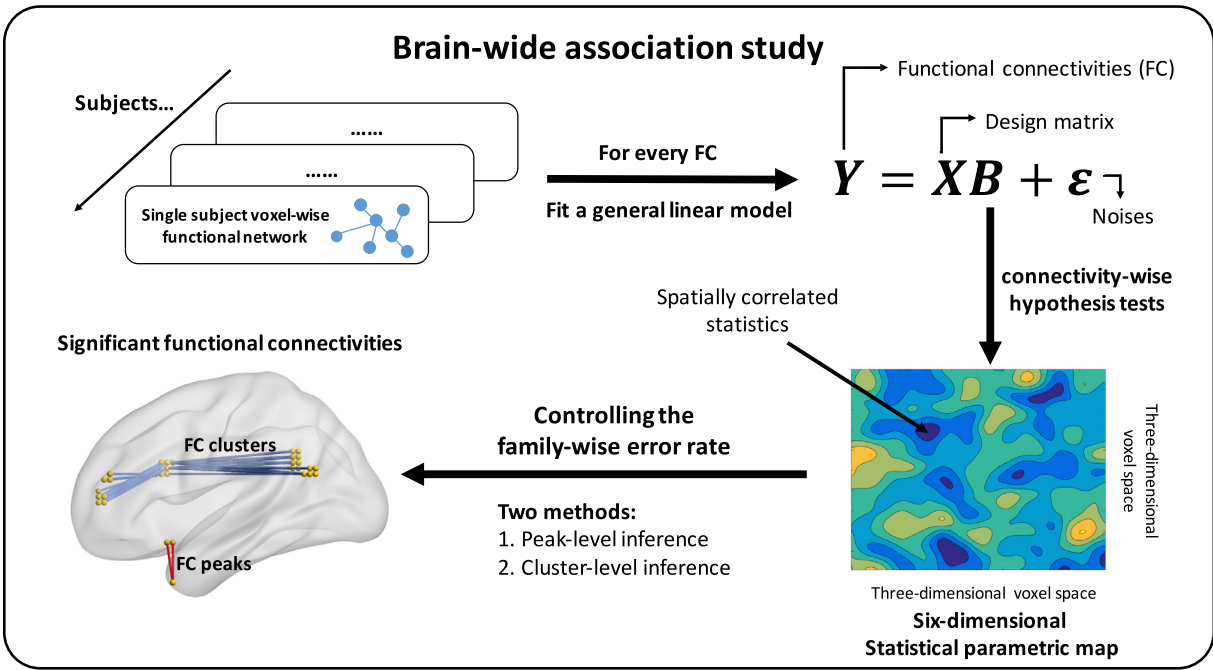 Brain-wide association study
Subjects...
......
......
Single subject voxel-wise
functional network
For every FC
Fit a general linear model
Functional connectivities (FC)
Design matrix
Y = XB + ε
Noises
connectivity-wise
hypothesis tests
Spatially correlated
statistics
Three-dimensional
voxel space
Three-dimensional voxel space
Six-dimensional
Statistical parametric map
Controlling the
family-wise error rate
Two methods:
1. Peak-level inference
2. Cluster-level inference
Significant functional connectivities
FC clusters
FC peaks